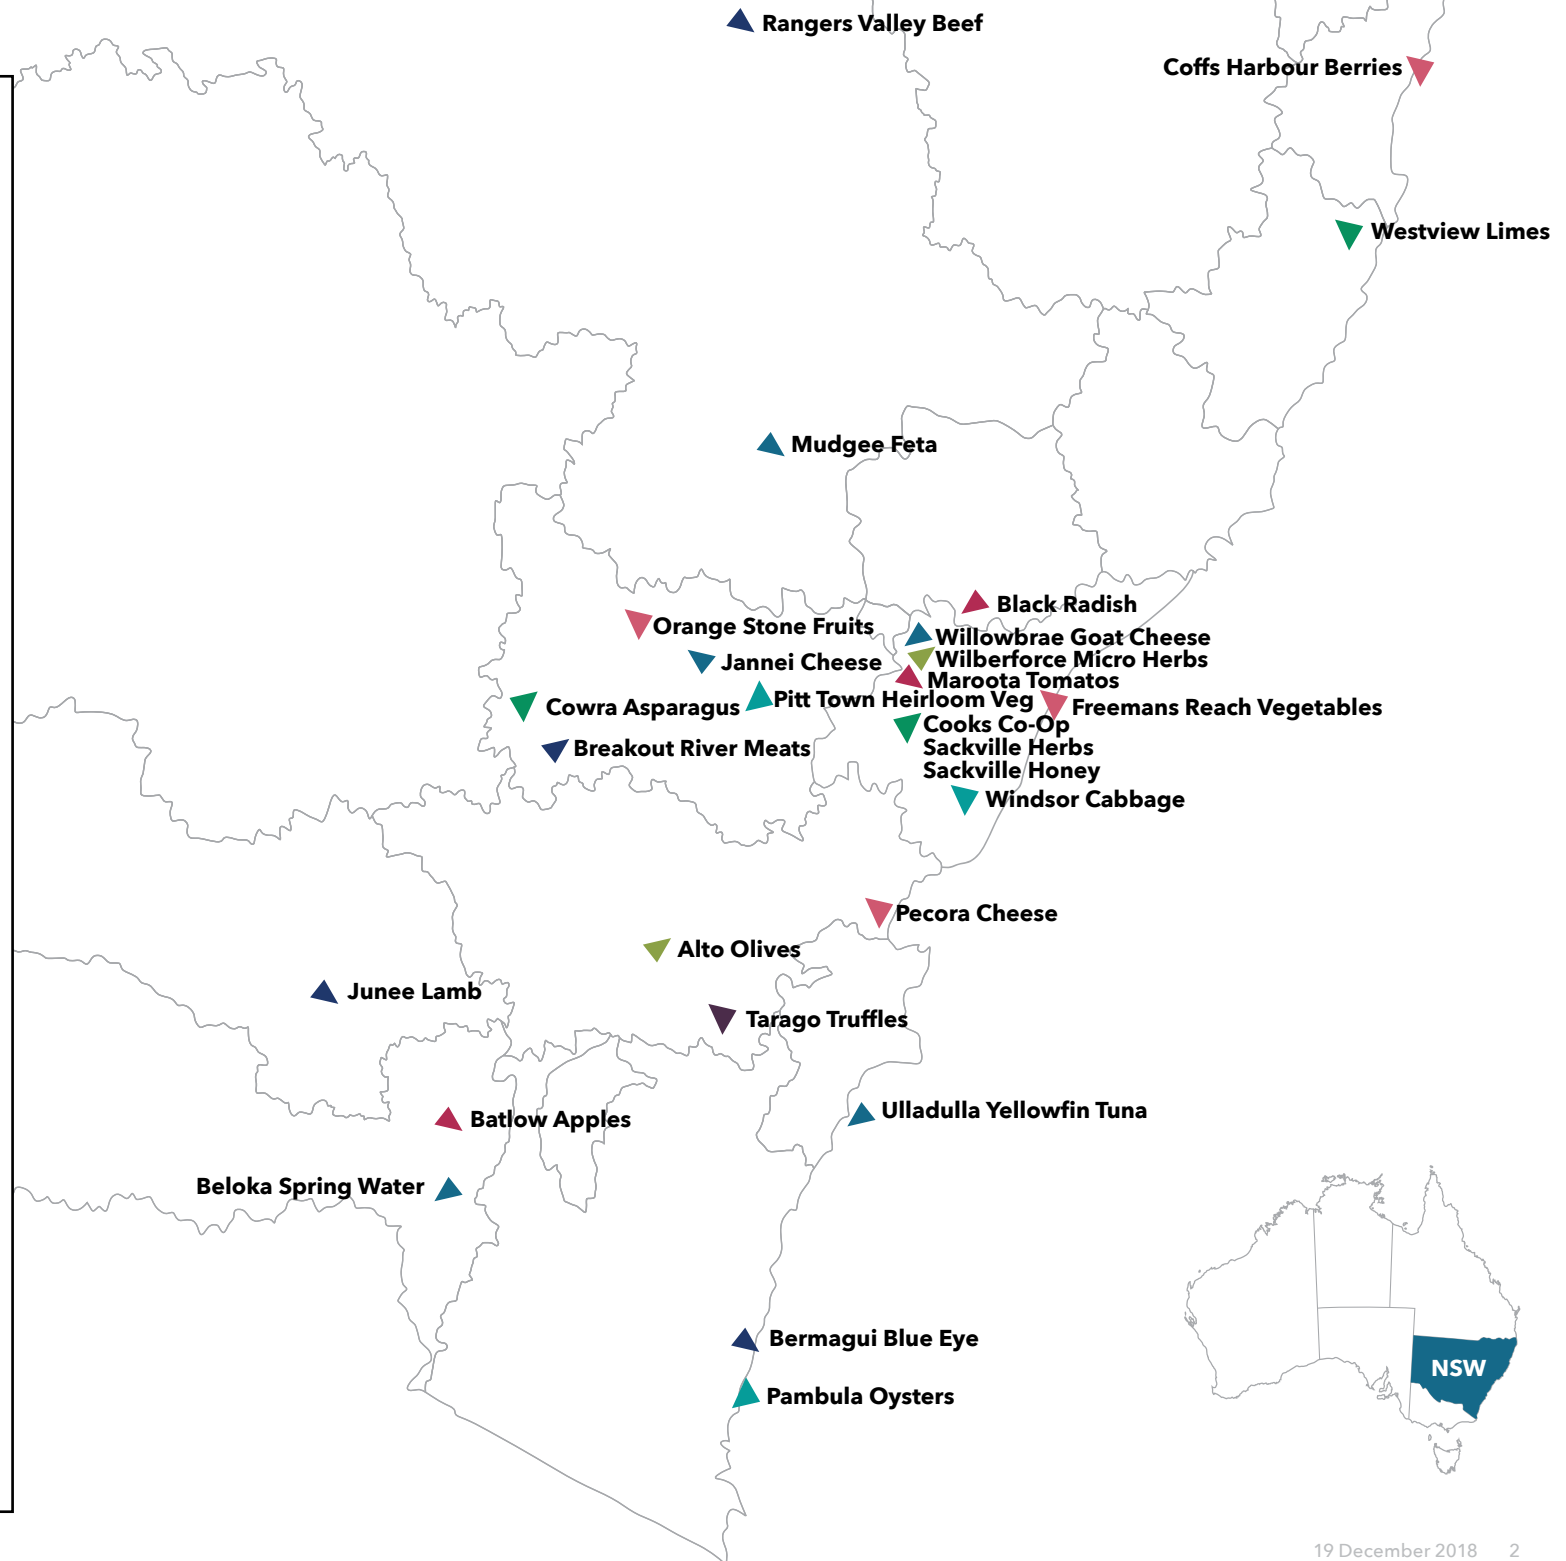 Rangers Valley Beef
Coffs Harbour Berries
Westview Limes
Mudgee Feta
Black Radish
Orange Stone Fruits
Willowbrae Goat Cheese
Jannei Cheese
Wilberforce Micro Herbs
Maroota Tomatos
Pitt Town Heirloom Veg
Cowra Asparagus
Freemans Reach Vegetables
Cooks Co-Op
Sackville Herbs
Sackville Honey
Breakout River Meats
Windsor Cabbage
Pecora Cheese
Alto Olives
Junee Lamb
Tarago Truffles
Batlow Apples
Ulladulla Yellowfin Tuna
Beloka Spring Water
Bermagui Blue Eye
Pambula Oysters
NSW
19 December 2018 2